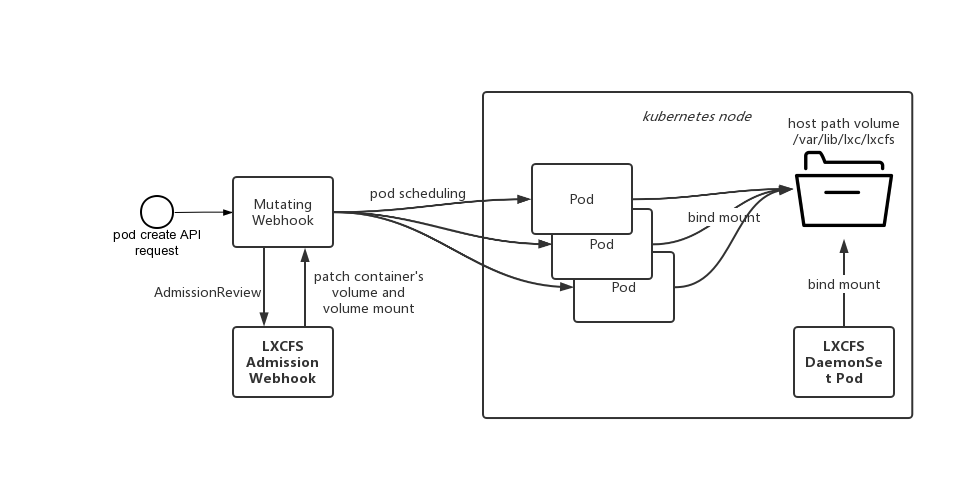 kubernetes node
host path volume
/var/lib/lxc/lxcfs
pod scheduling
Pod
Mutating
Webhook
bind mount
pod create API
request
Pod
patch container's
volume and
volume mount
AdmissionReview
Pod
bind mount
LXCFS
Admission
Webhook
LXCFS
DaemonSe
t Pod